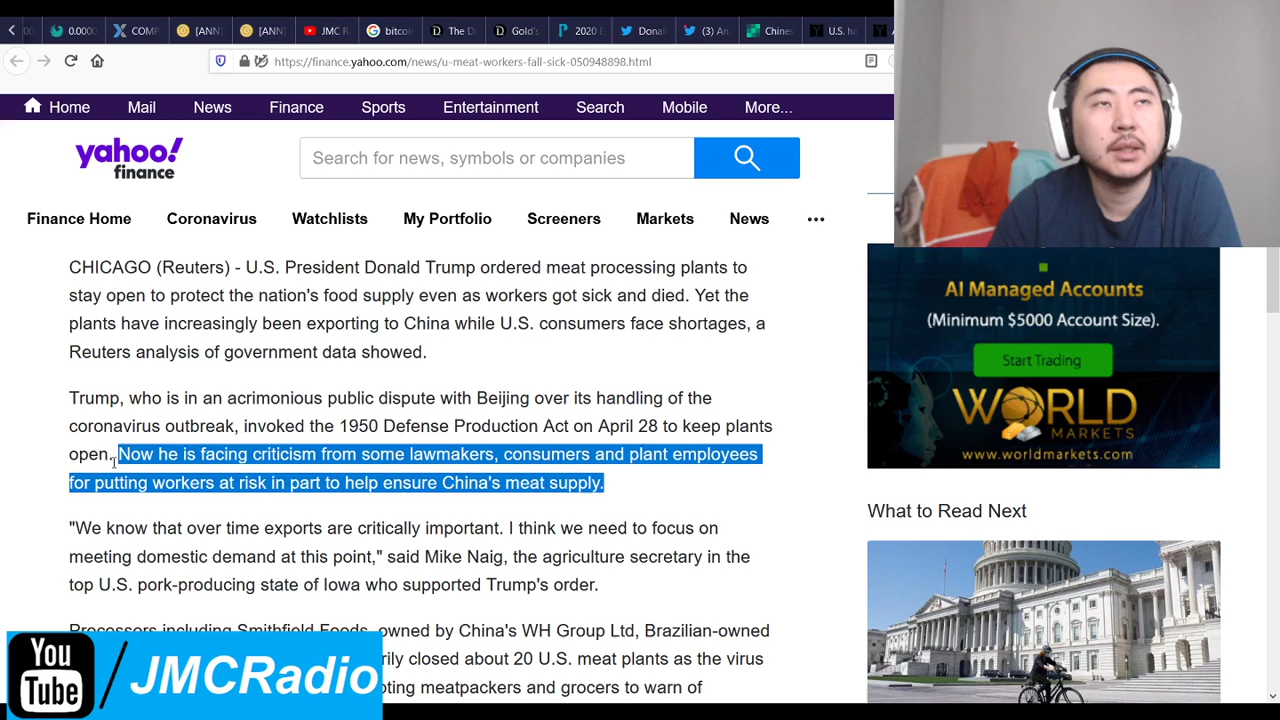 0.0000
COMP
[ANN]
[ANN]
JMC R
bitcoi
The D
Gold's
2020 E
Donal
(3) An
Chines
U.S. ha
https://finance.yahoo.com/news/u-meat-workers-fall-sick-050948898.html
Home Mail News Finance Sports Entertainment Search Mobile More...
yahoo!
finance
Search for news, symbols or companies
Finance Home Coronavirus Watchlists My Portfolio Screeners Markets News
CHICAGO (Reuters) - U.S. President Donald Trump ordered meat processing plants to
stay open to protect the nation's food supply even as workers got sick and died. Yet the
plants have increasingly been exporting to China while U.S. consumers face shortages, a
Reuters analysis of government data showed.
Trump, who is in an acrimonious public dispute with Beijing over its handling of the
coronavirus outbreak, invoked the 1950 Defense Production Act on April 28 to keep plants
open. Now he is facing criticism from some lawmakers, consumers and plant employees
for putting workers at risk in part to help ensure China's meat supply.
"We know that over time exports are critically important. I think we need to focus on
meeting domestic demand at this point," said Mike Naig, the agriculture secretary in the
top U.S. pork-producing state of Iowa who supported Trump's order.
Processors including Smithfield Foods, owned by China's WH Group Ltd, Brazilian-owned
closed about 20 U.S. meat plants as the virus
meatpackers and grocers to warn of
AI Managed Accounts
(Minimum $5000 Account Size).
Start Trading
WORLD
MARKETS
www.worldmarkets.com
What to Read Next
You
Tube
/ JMCRadio